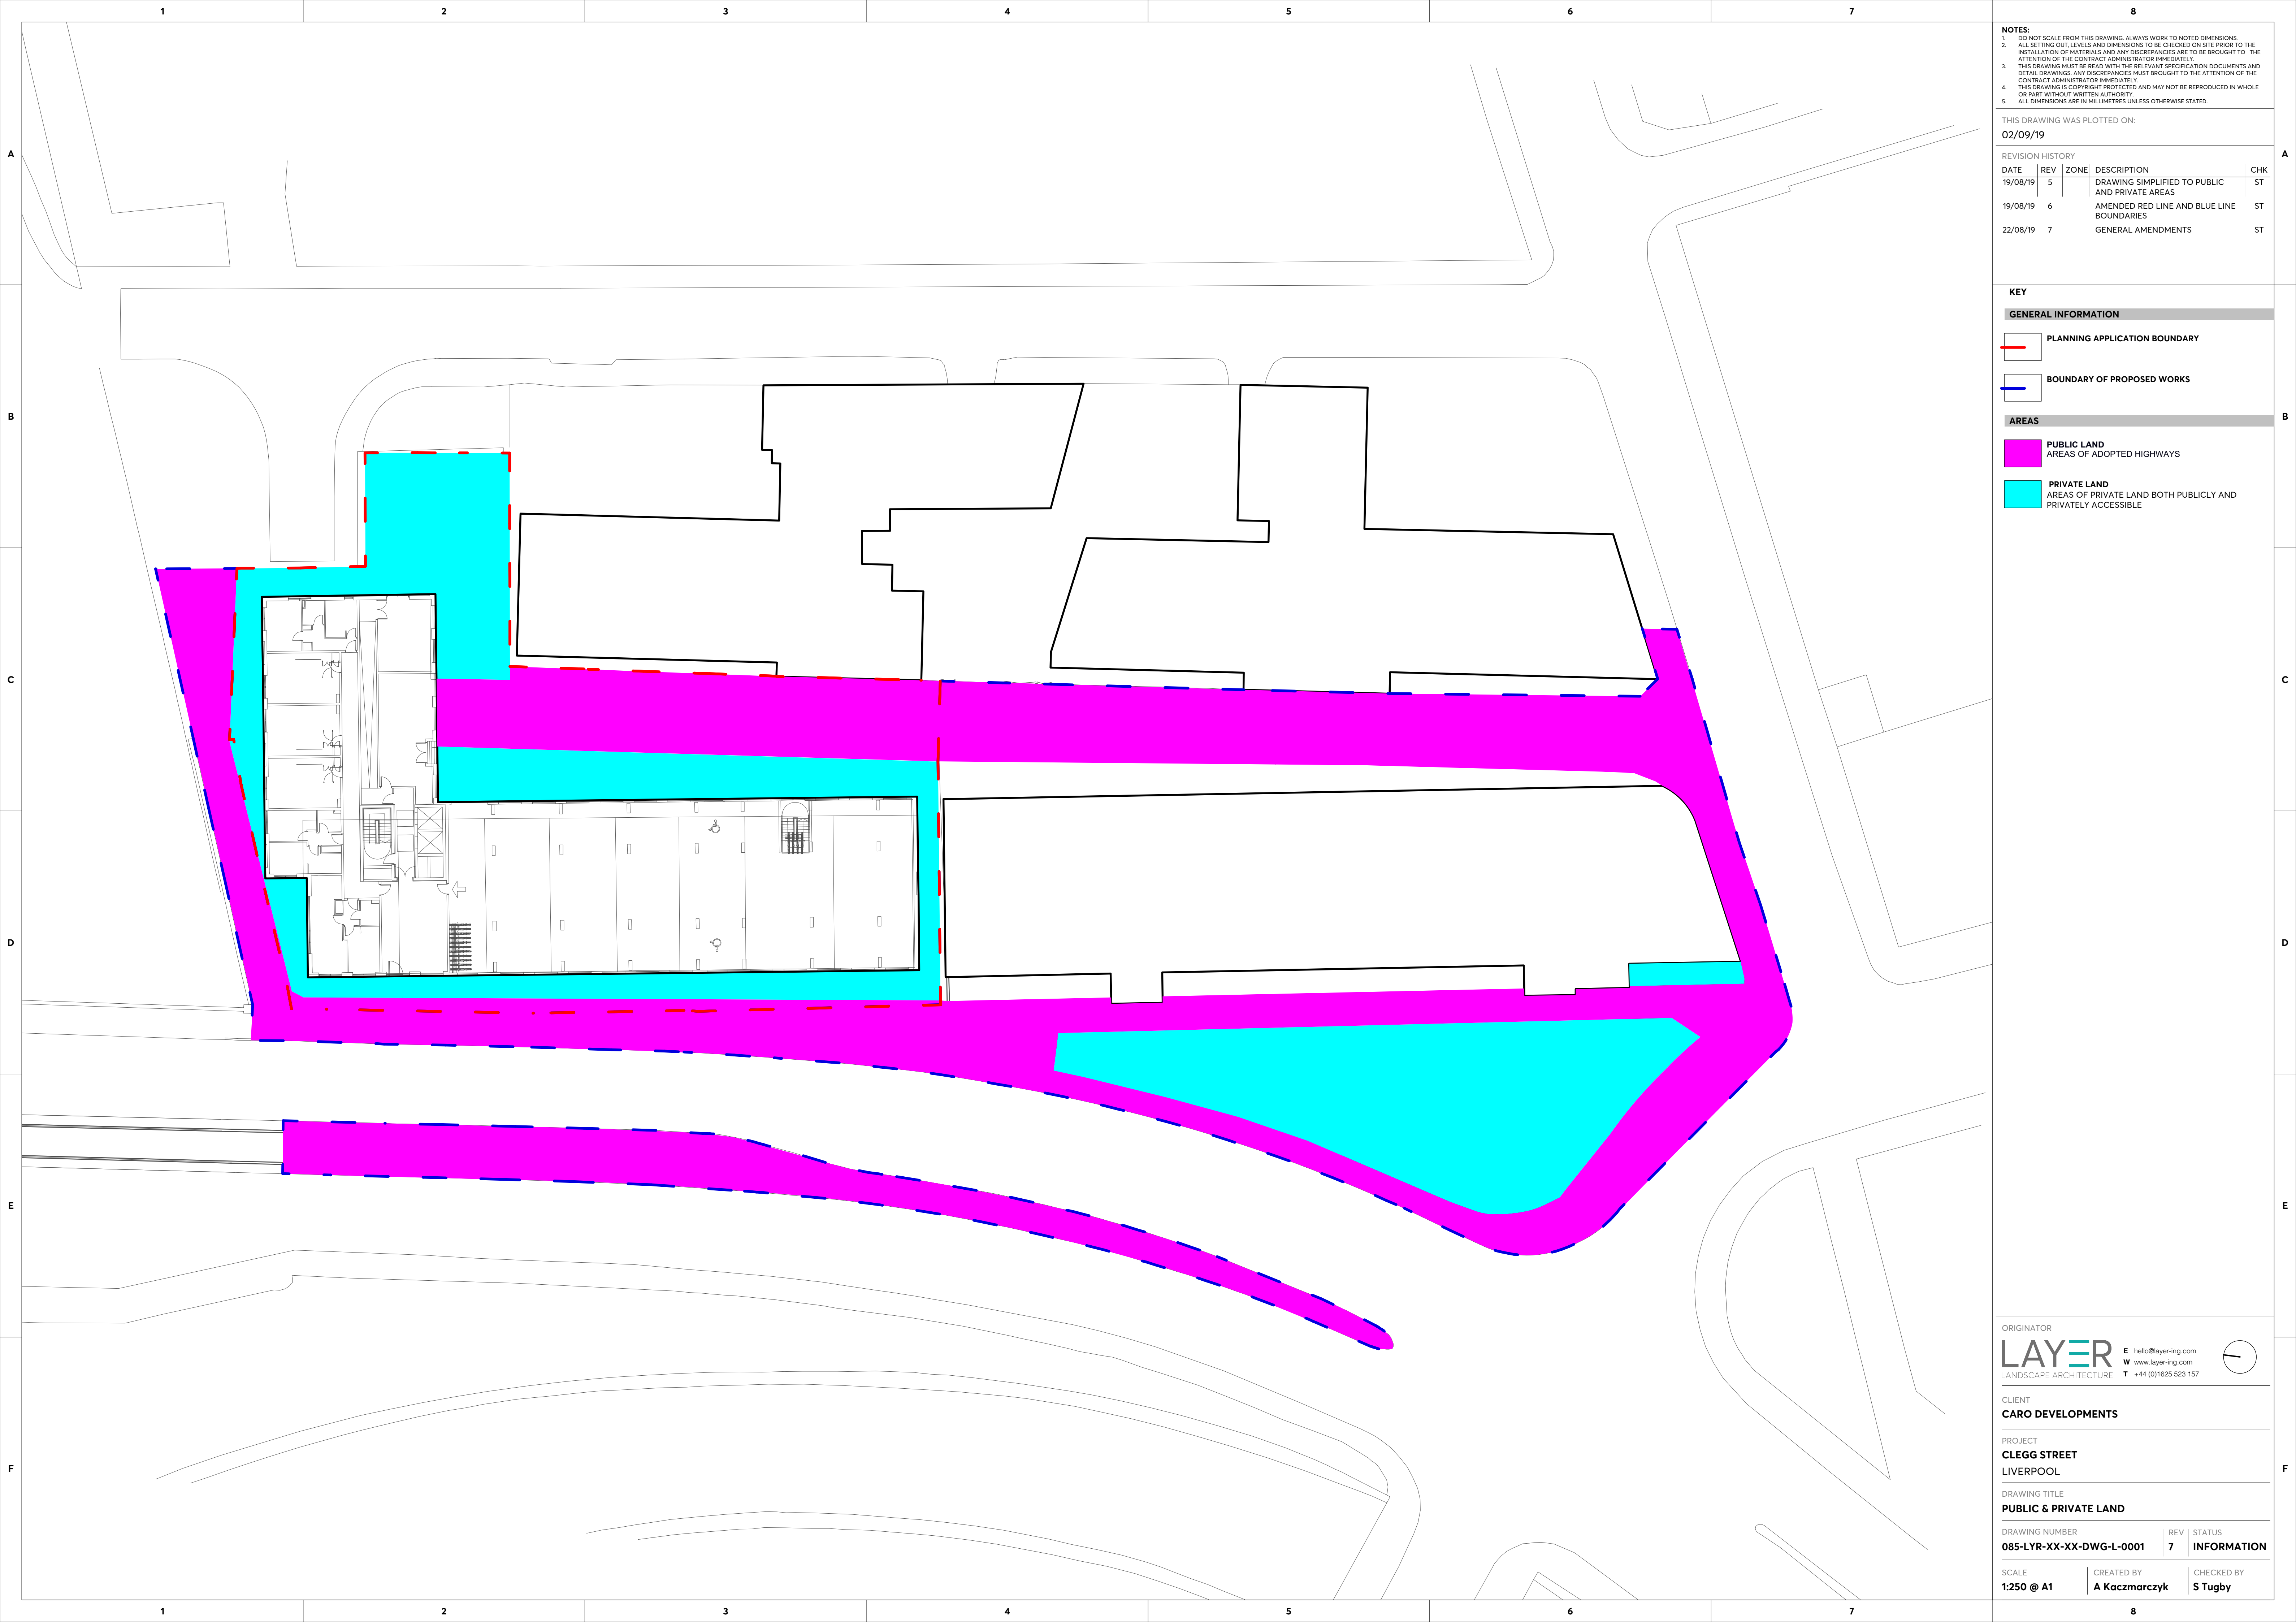 1 2 3 4 5 6 7 8
A
B
C
D
E
F
A
B
C
D
E
F
1 2 3 4 5 6 7 8
NOTES:
1. DO NOT SCALE FROM THIS DRAWING. ALWAYS WORK TO NOTED DIMENSIONS.
2. ALL SETTING OUT, LEVELS AND DIMENSIONS TO BE CHECKED ON SITE PRIOR TO THE
INSTALLATION OF MATERIALS AND ANY DISCREPANCIES ARE TO BE BROUGHT TO THE
ATTENTION OF THE CONTRACT ADMINISTRATOR IMMEDIATELY.
3. THIS DRAWING MUST BE READ WITH THE RELEVANT SPECIFICATION DOCUMENTS AND
DETAIL DRAWINGS. ANY DISCREPANCIES MUST BROUGHT TO THE ATTENTION OF THE
CONTRACT ADMINISTRATOR IMMEDIATELY.
4. THIS DRAWING IS COPYRIGHT PROTECTED AND MAY NOT BE REPRODUCED IN WHOLE
OR PART WITHOUT WRITTEN AUTHORITY.
5. ALL DIMENSIONS ARE IN MILLIMETRES UNLESS OTHERWISE STATED.
THIS DRAWING WAS PLOTTED ON:
02/09/19
REVISION HISTORY
DATE REV ZONE DESCRIPTION CHK
19/08/19 5 DRAWING SIMPLIFIED TO PUBLIC ST
AND PRIVATE AREAS
19/08/19 6 AMENDED RED LINE AND BLUE LINE ST
BOUNDARIES
22/08/19 7 GENERAL AMENDMENTS ST
KEY
GENERAL INFORMATION
PLANNING APPLICATION BOUNDARY
BOUNDARY OF PROPOSED WORKS
AREAS
PUBLIC LAND
AREAS OF ADOPTED HIGHWAYS
PRIVATE LAND
AREAS OF PRIVATE LAND BOTH PUBLICLY AND
PRIVATELY ACCESSIBLE
ORIGINATOR
LAYER
LANDSCAPE ARCHITECTURE
E hello@layer-ing.com
W www.layer-ing.com
T +44 (0)1625 523 157
CLIENT
CARO DEVELOPMENTS
PROJECT
CLEGG STREET
LIVERPOOL
DRAWING TITLE
PUBLIC & PRIVATE LAND
DRAWING NUMBER REV STATUS
085-LYR-XX-XX-DWG-L-0001 7 INFORMATION
SCALE CREATED BY CHECKED BY
1:250 @ A1 A Kaczmarczyk S Tugby